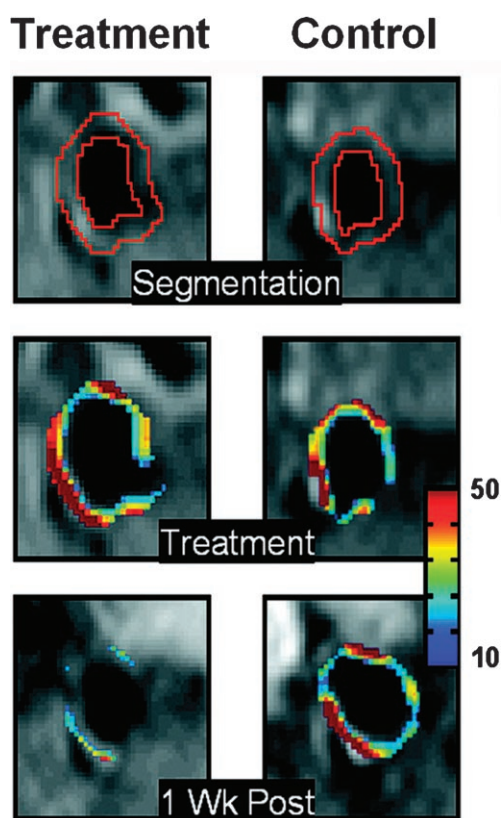 Treatment Control
Segmentation
Treatment
50
10
1 Wk Post